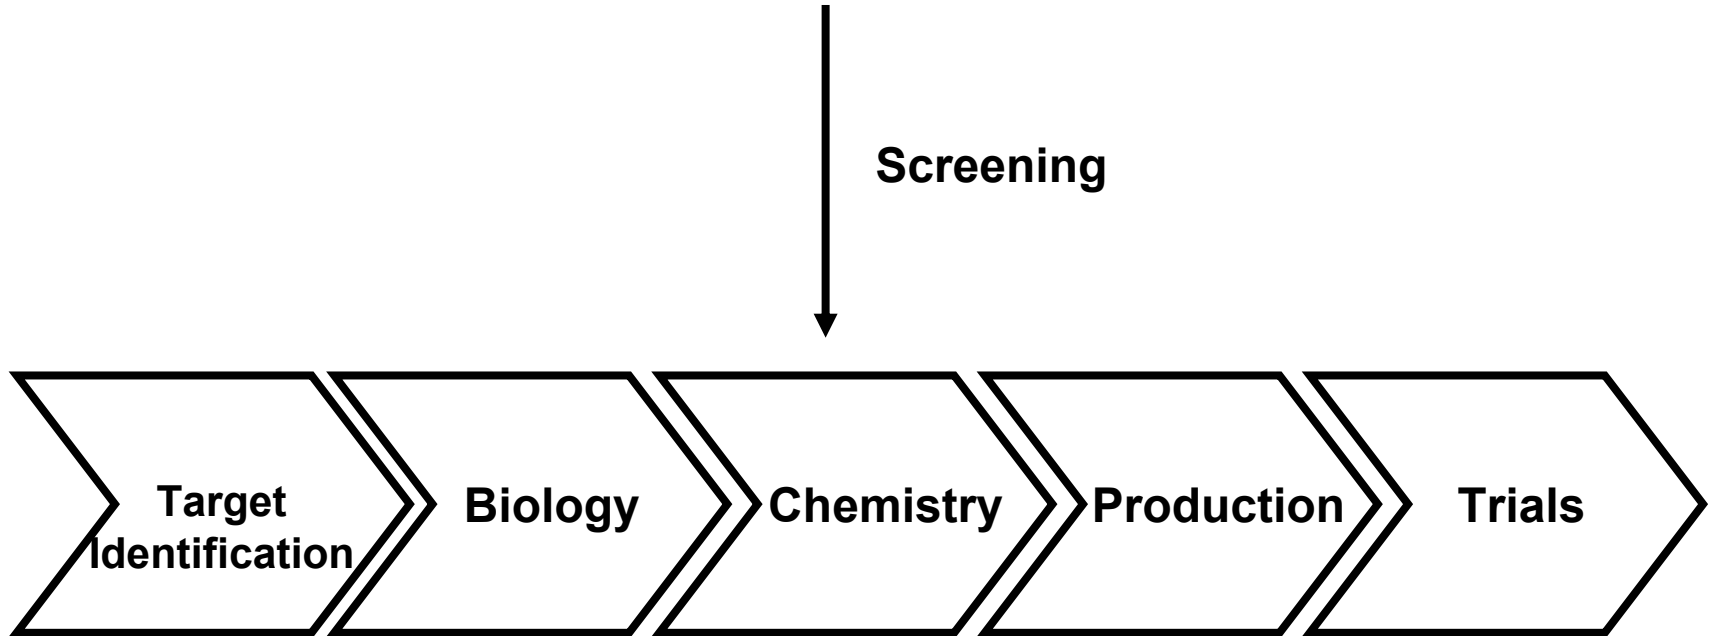 Screening
Target
Identification
Biology
Chemistry
Production
Trials